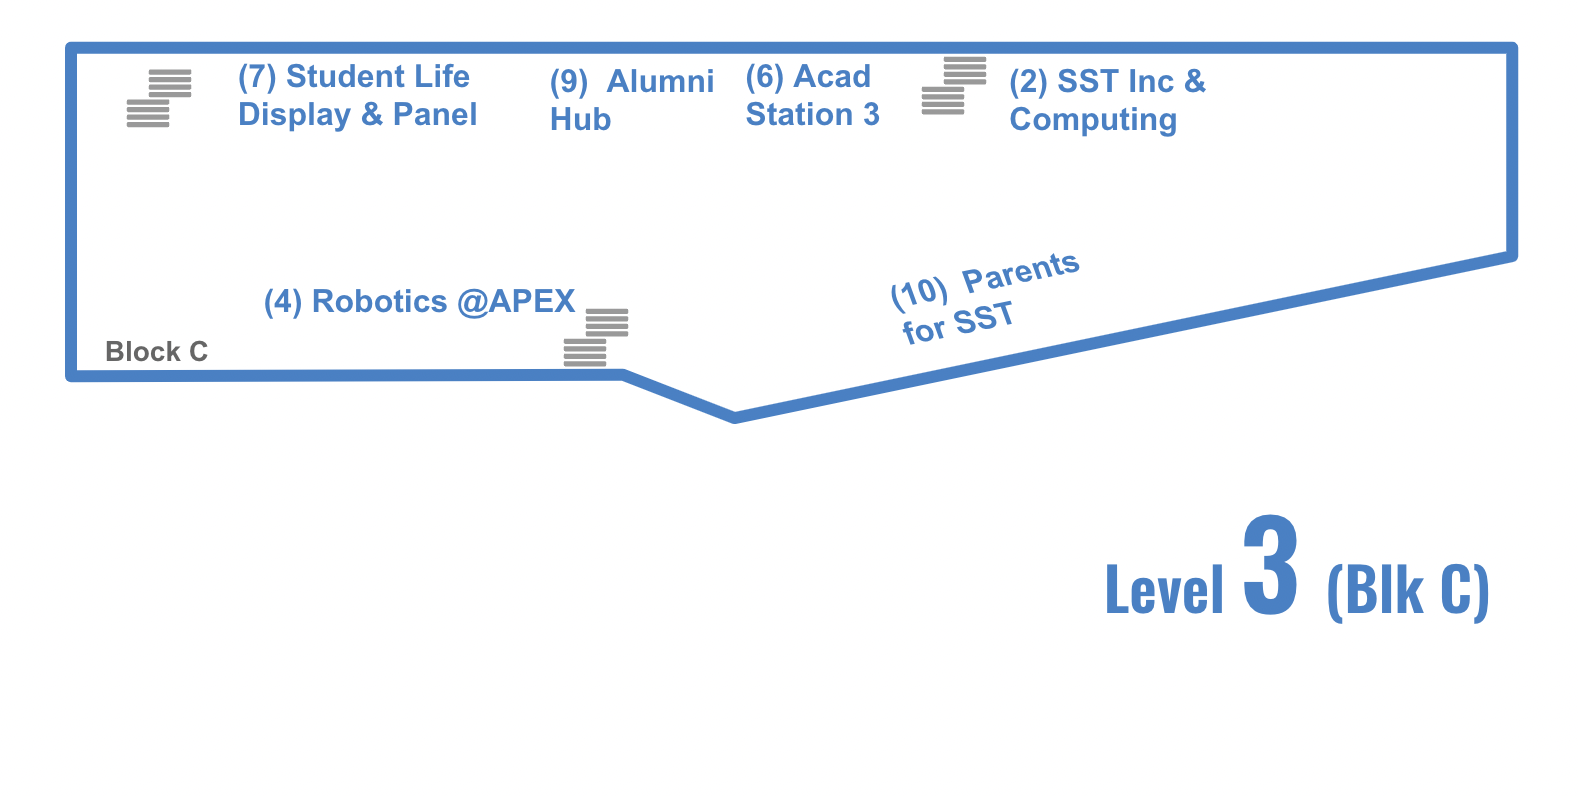 (7) Student Life
Display & Panel
(9) Alumni
Hub
(6) Acad
Station 3
(2) SST Inc &
Computing
(4) Robotics @APEX
(10) Parents
for SST
Block C
Level 3 (Blk C)